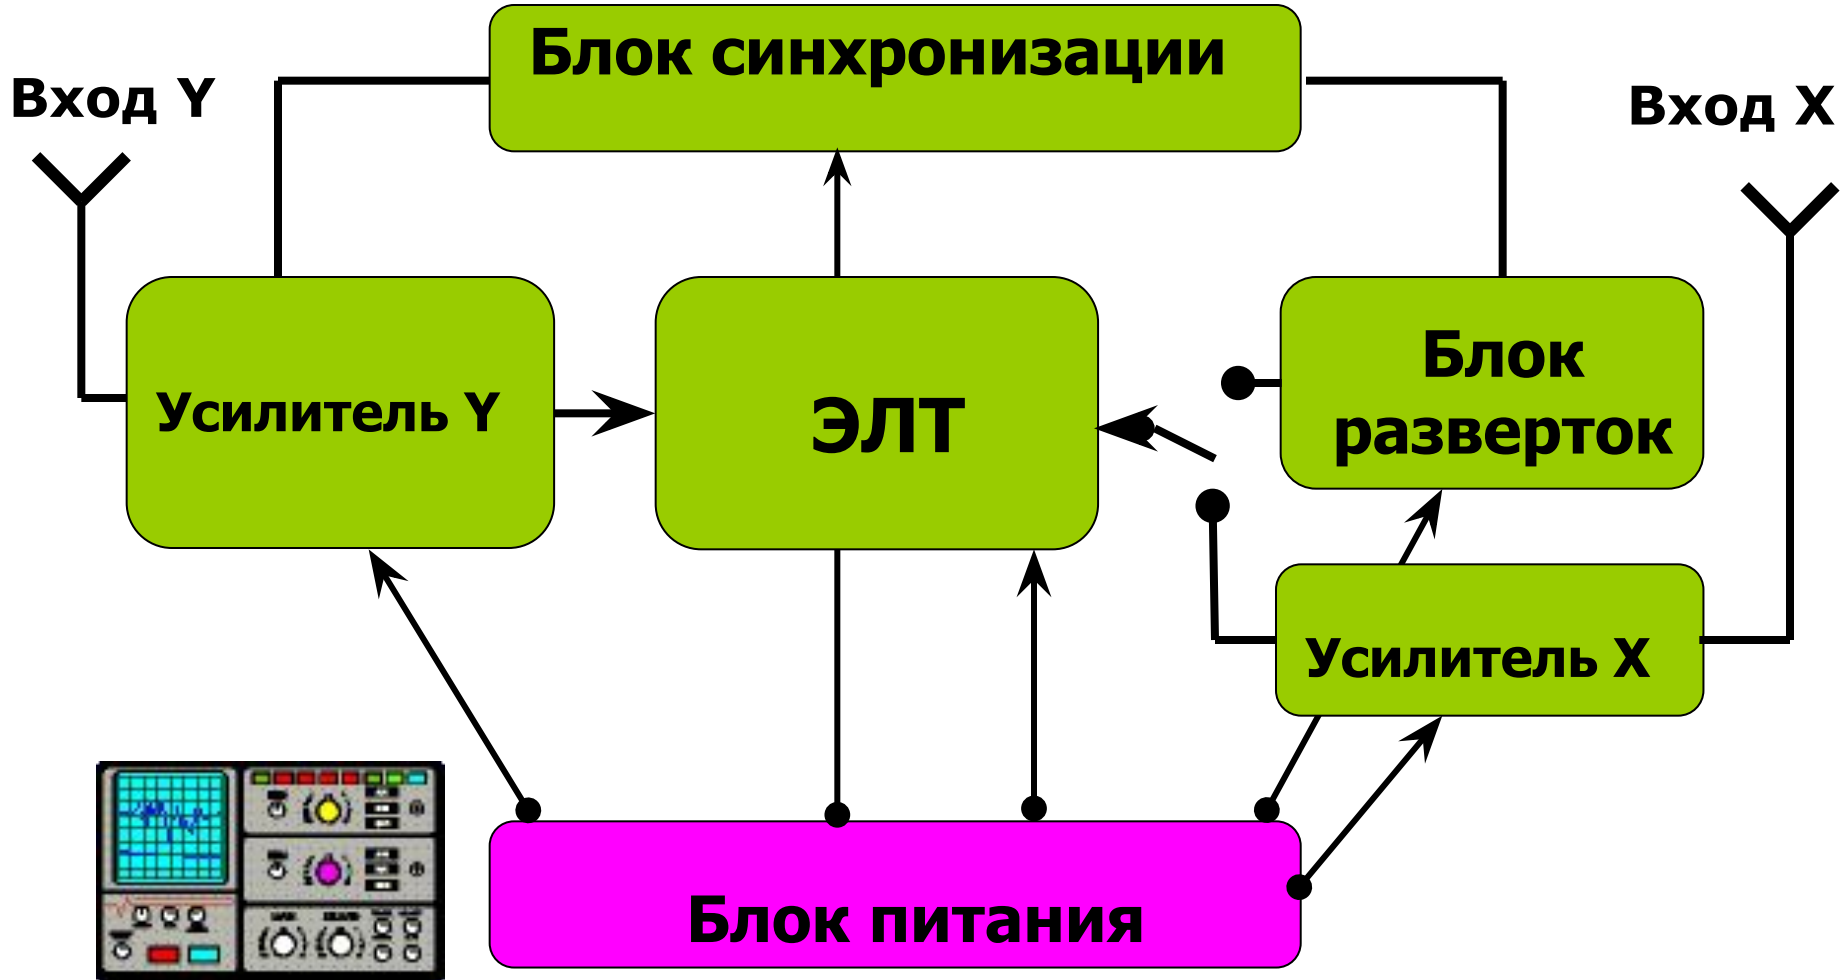 Блок синхронизации
Вход Y
Вход X
Усилитель Y
ЭЛТ
Блок
разверток
Усилитель X
Блок питания